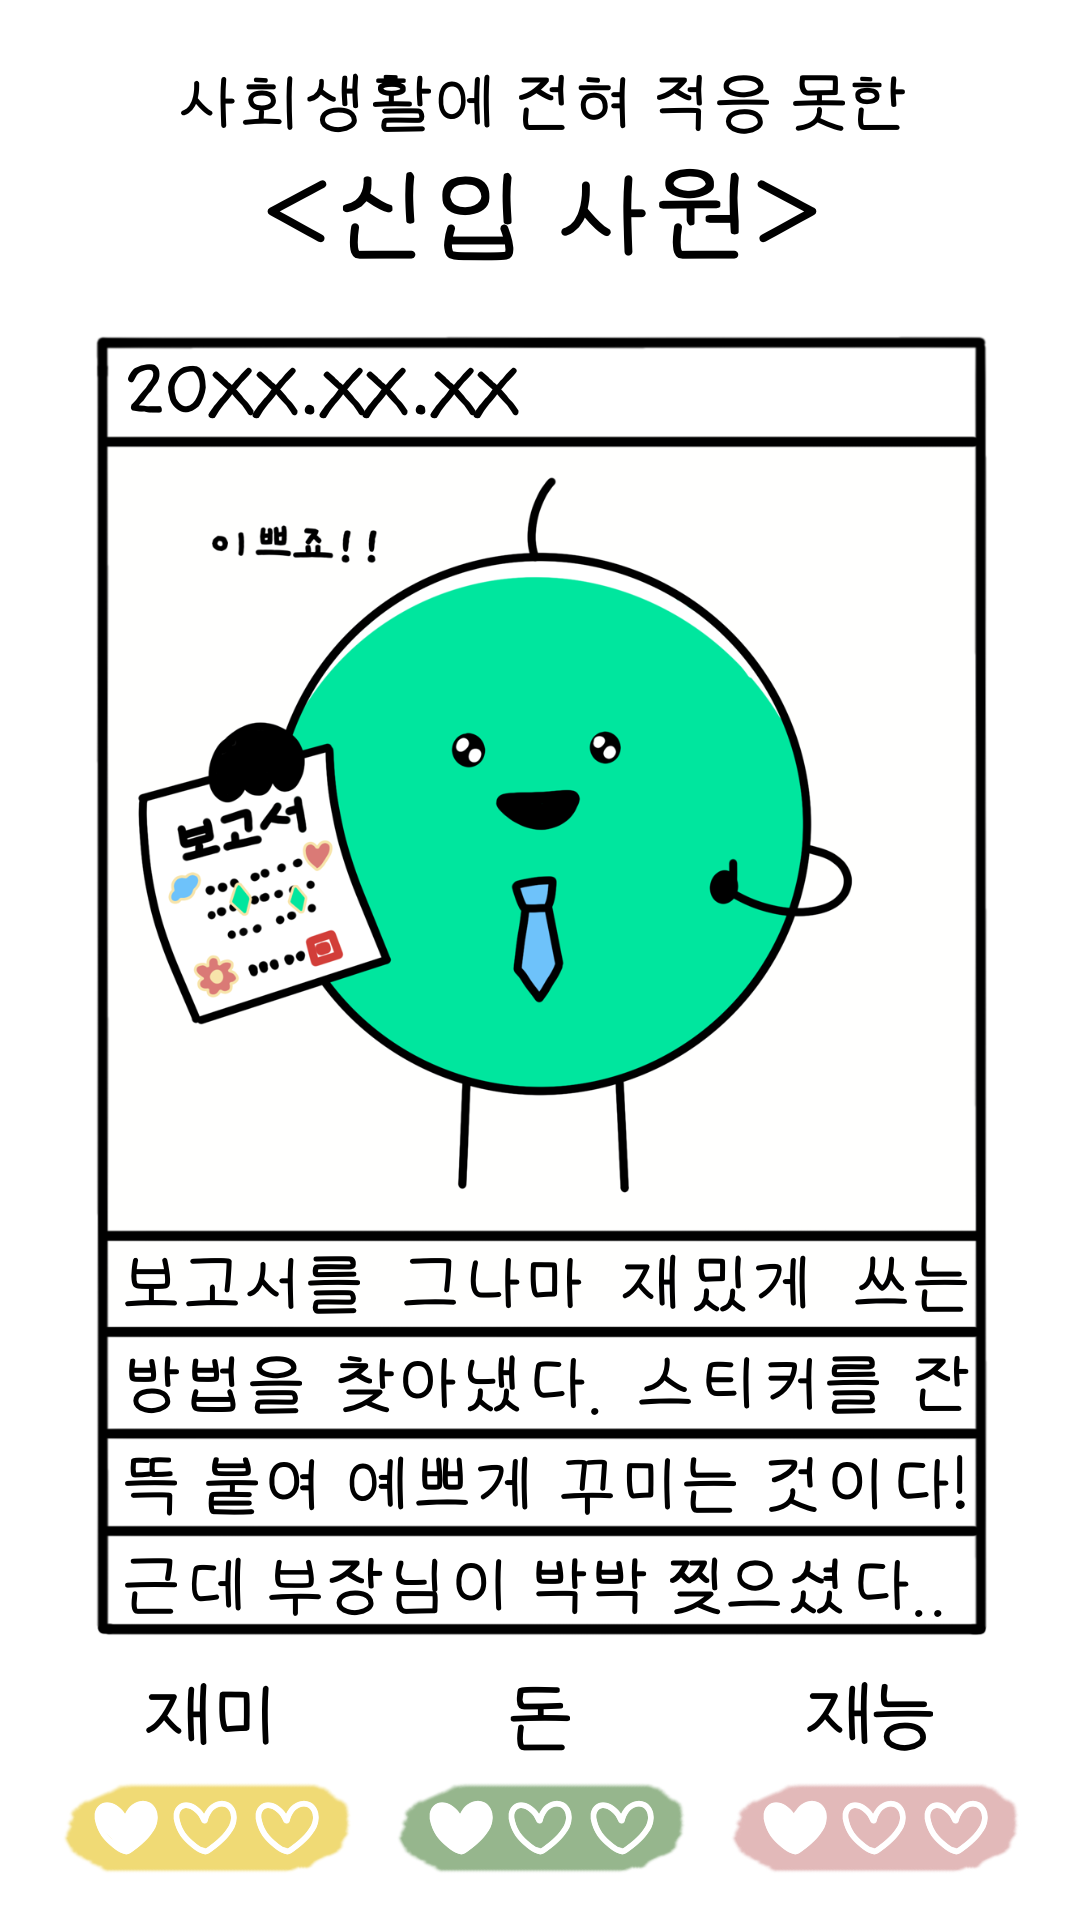 사회생활에 전혀 적응 못한
<신입 사원>
20XX.XX.XX
이쁘죠!!
보고서
보고서를 그나마 재밌게 쓰는
방법을 찾아냈다. 스티커를 잔
뜩 붙여 예쁘게 꾸미는 것이다!
근데 부장님이 박박 찢으셨다..
재미 돈 재능